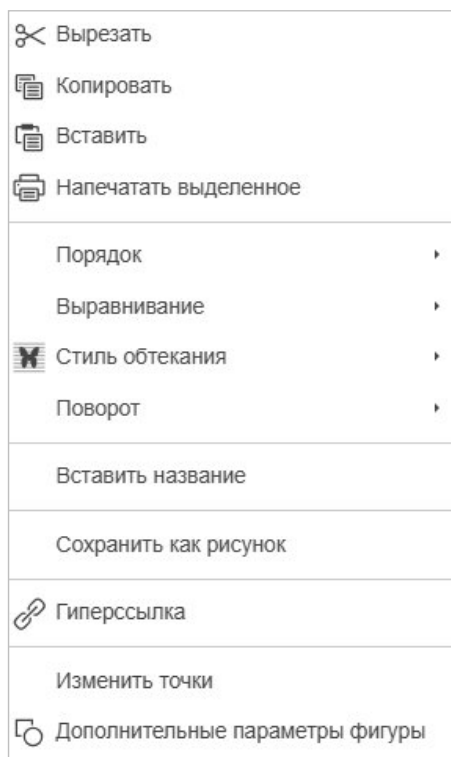 Вырезать
Копировать
Вставить
Напечатать выделенное
Порядок
Выравнивание
Стиль обтекания
Поворот
Вставить название
Сохранить как рисунок
Гиперссылка
Изменить точки
Дополнительные параметры фигуры